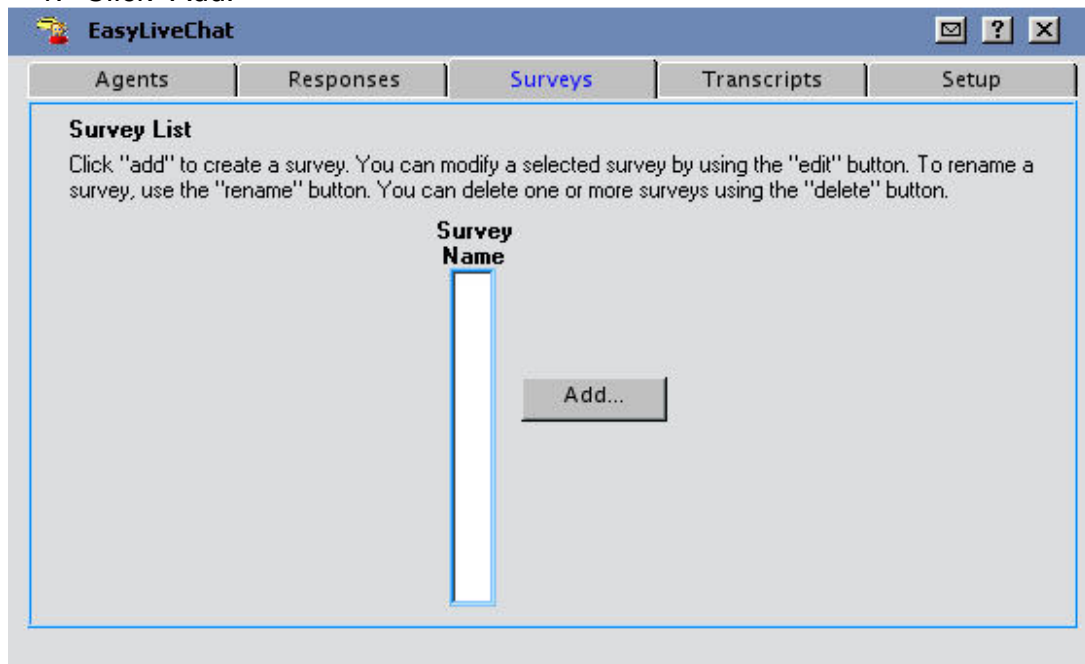 Click Add.
EasyLiveChat ?
Agents Responses Surveys Transcripts Setup
Survey List
Click "add" to create a survey. You can modify a selected survey by using the "edit" button. To rename a
survey, use the "rename" button. You can delete one or more surveys using the "delete" button.
Survey
Name
Add...